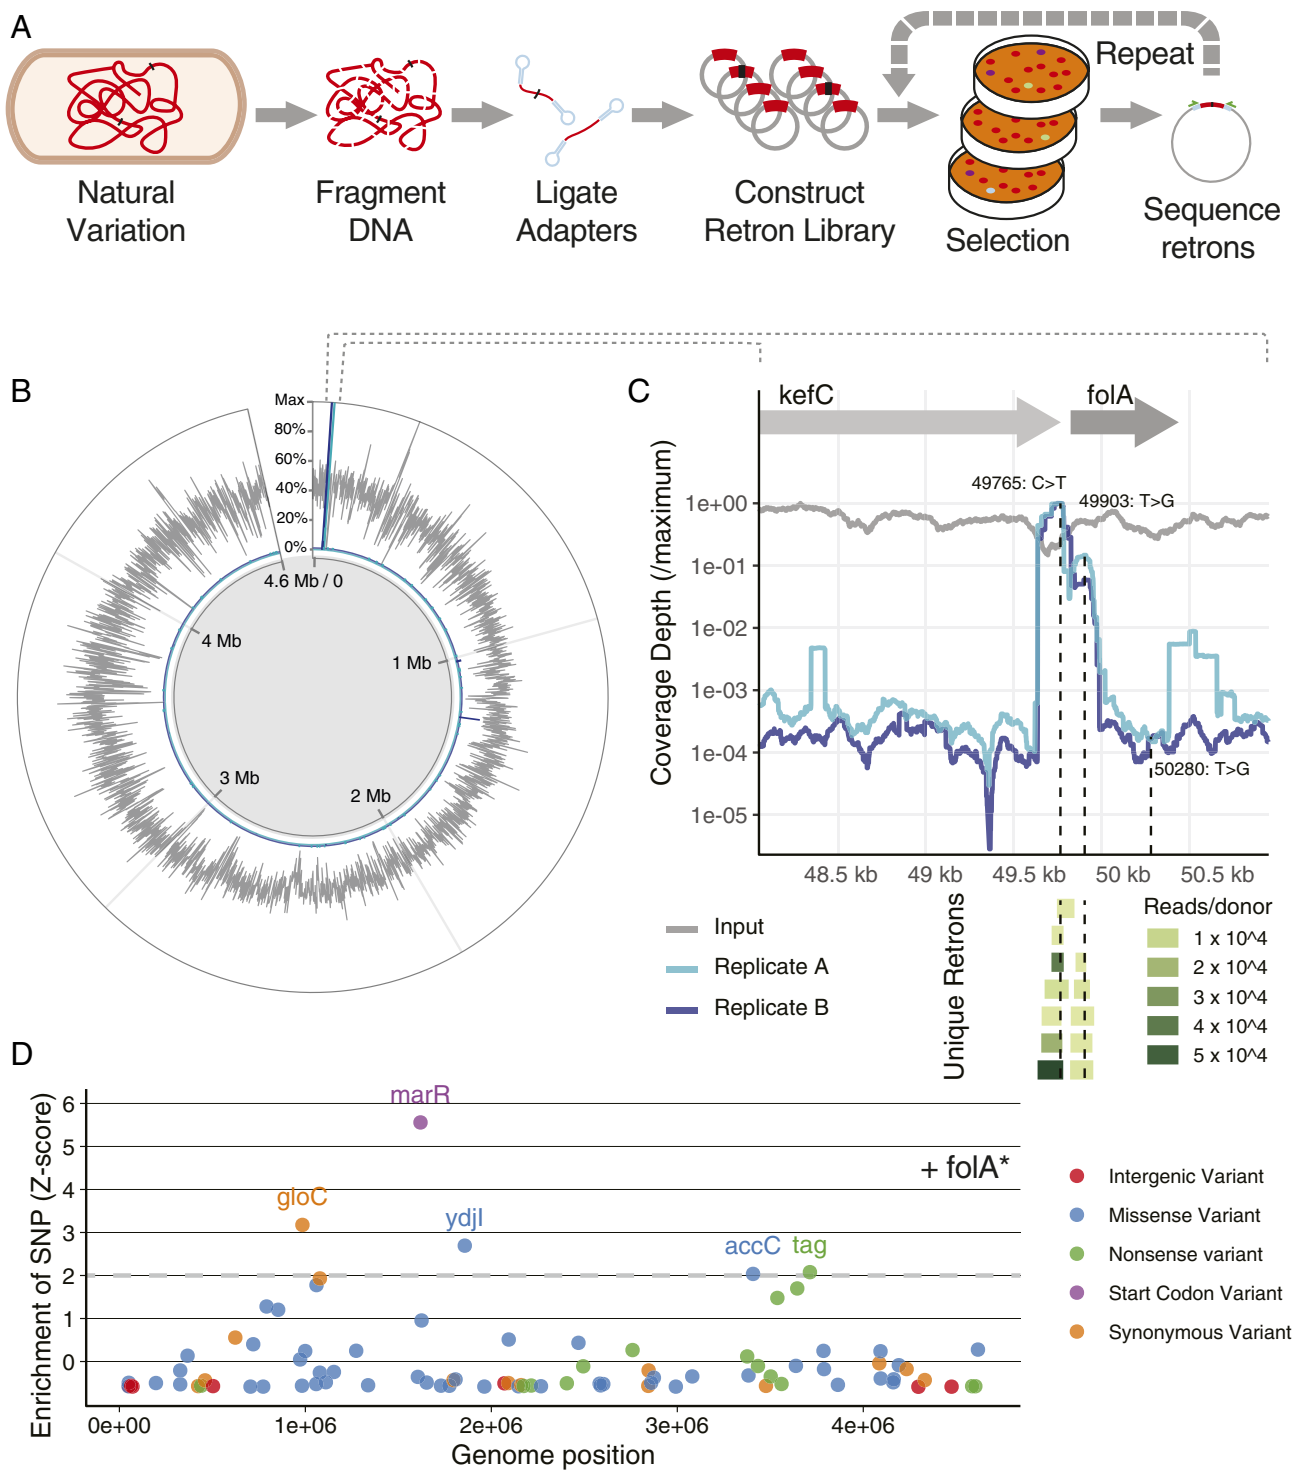 A
Repeat
Natural
Variation
Fragment
DNA
Ligate
Adapters
Construct
Retron Library
Selection
Sequence
retrons
B
Max
80%
60%
40%
20%
0%
4.6 Mb / 0
1 Mb
2 Mb
3 Mb
4 Mb
C
kefC
folA
49765: C>T
49903: T>G
50280: T>G
Coverage Depth (/maximum)
1e+00
1e-01
1e-02
1e-03
1e-04
1e-05
48.5 kb
49 kb
49.5 kb
50 kb
50.5 kb
Input
Replicate A
Replicate B
Unique Retrons
Reads/donor
1 x 10^4
2 x 10^4
3 x 10^4
4 x 10^4
5 x 10^4
D
Enrichment of SNP (Z-score)
6
5
4
3
2
1
0
marR
gloC
ydjI
accC
tag
+ folA*
0e+00
1e+06
2e+06
3e+06
4e+06
Genome position
Intergenic Variant
Missense Variant
Nonsense variant
Start Codon Variant
Synonymous Variant